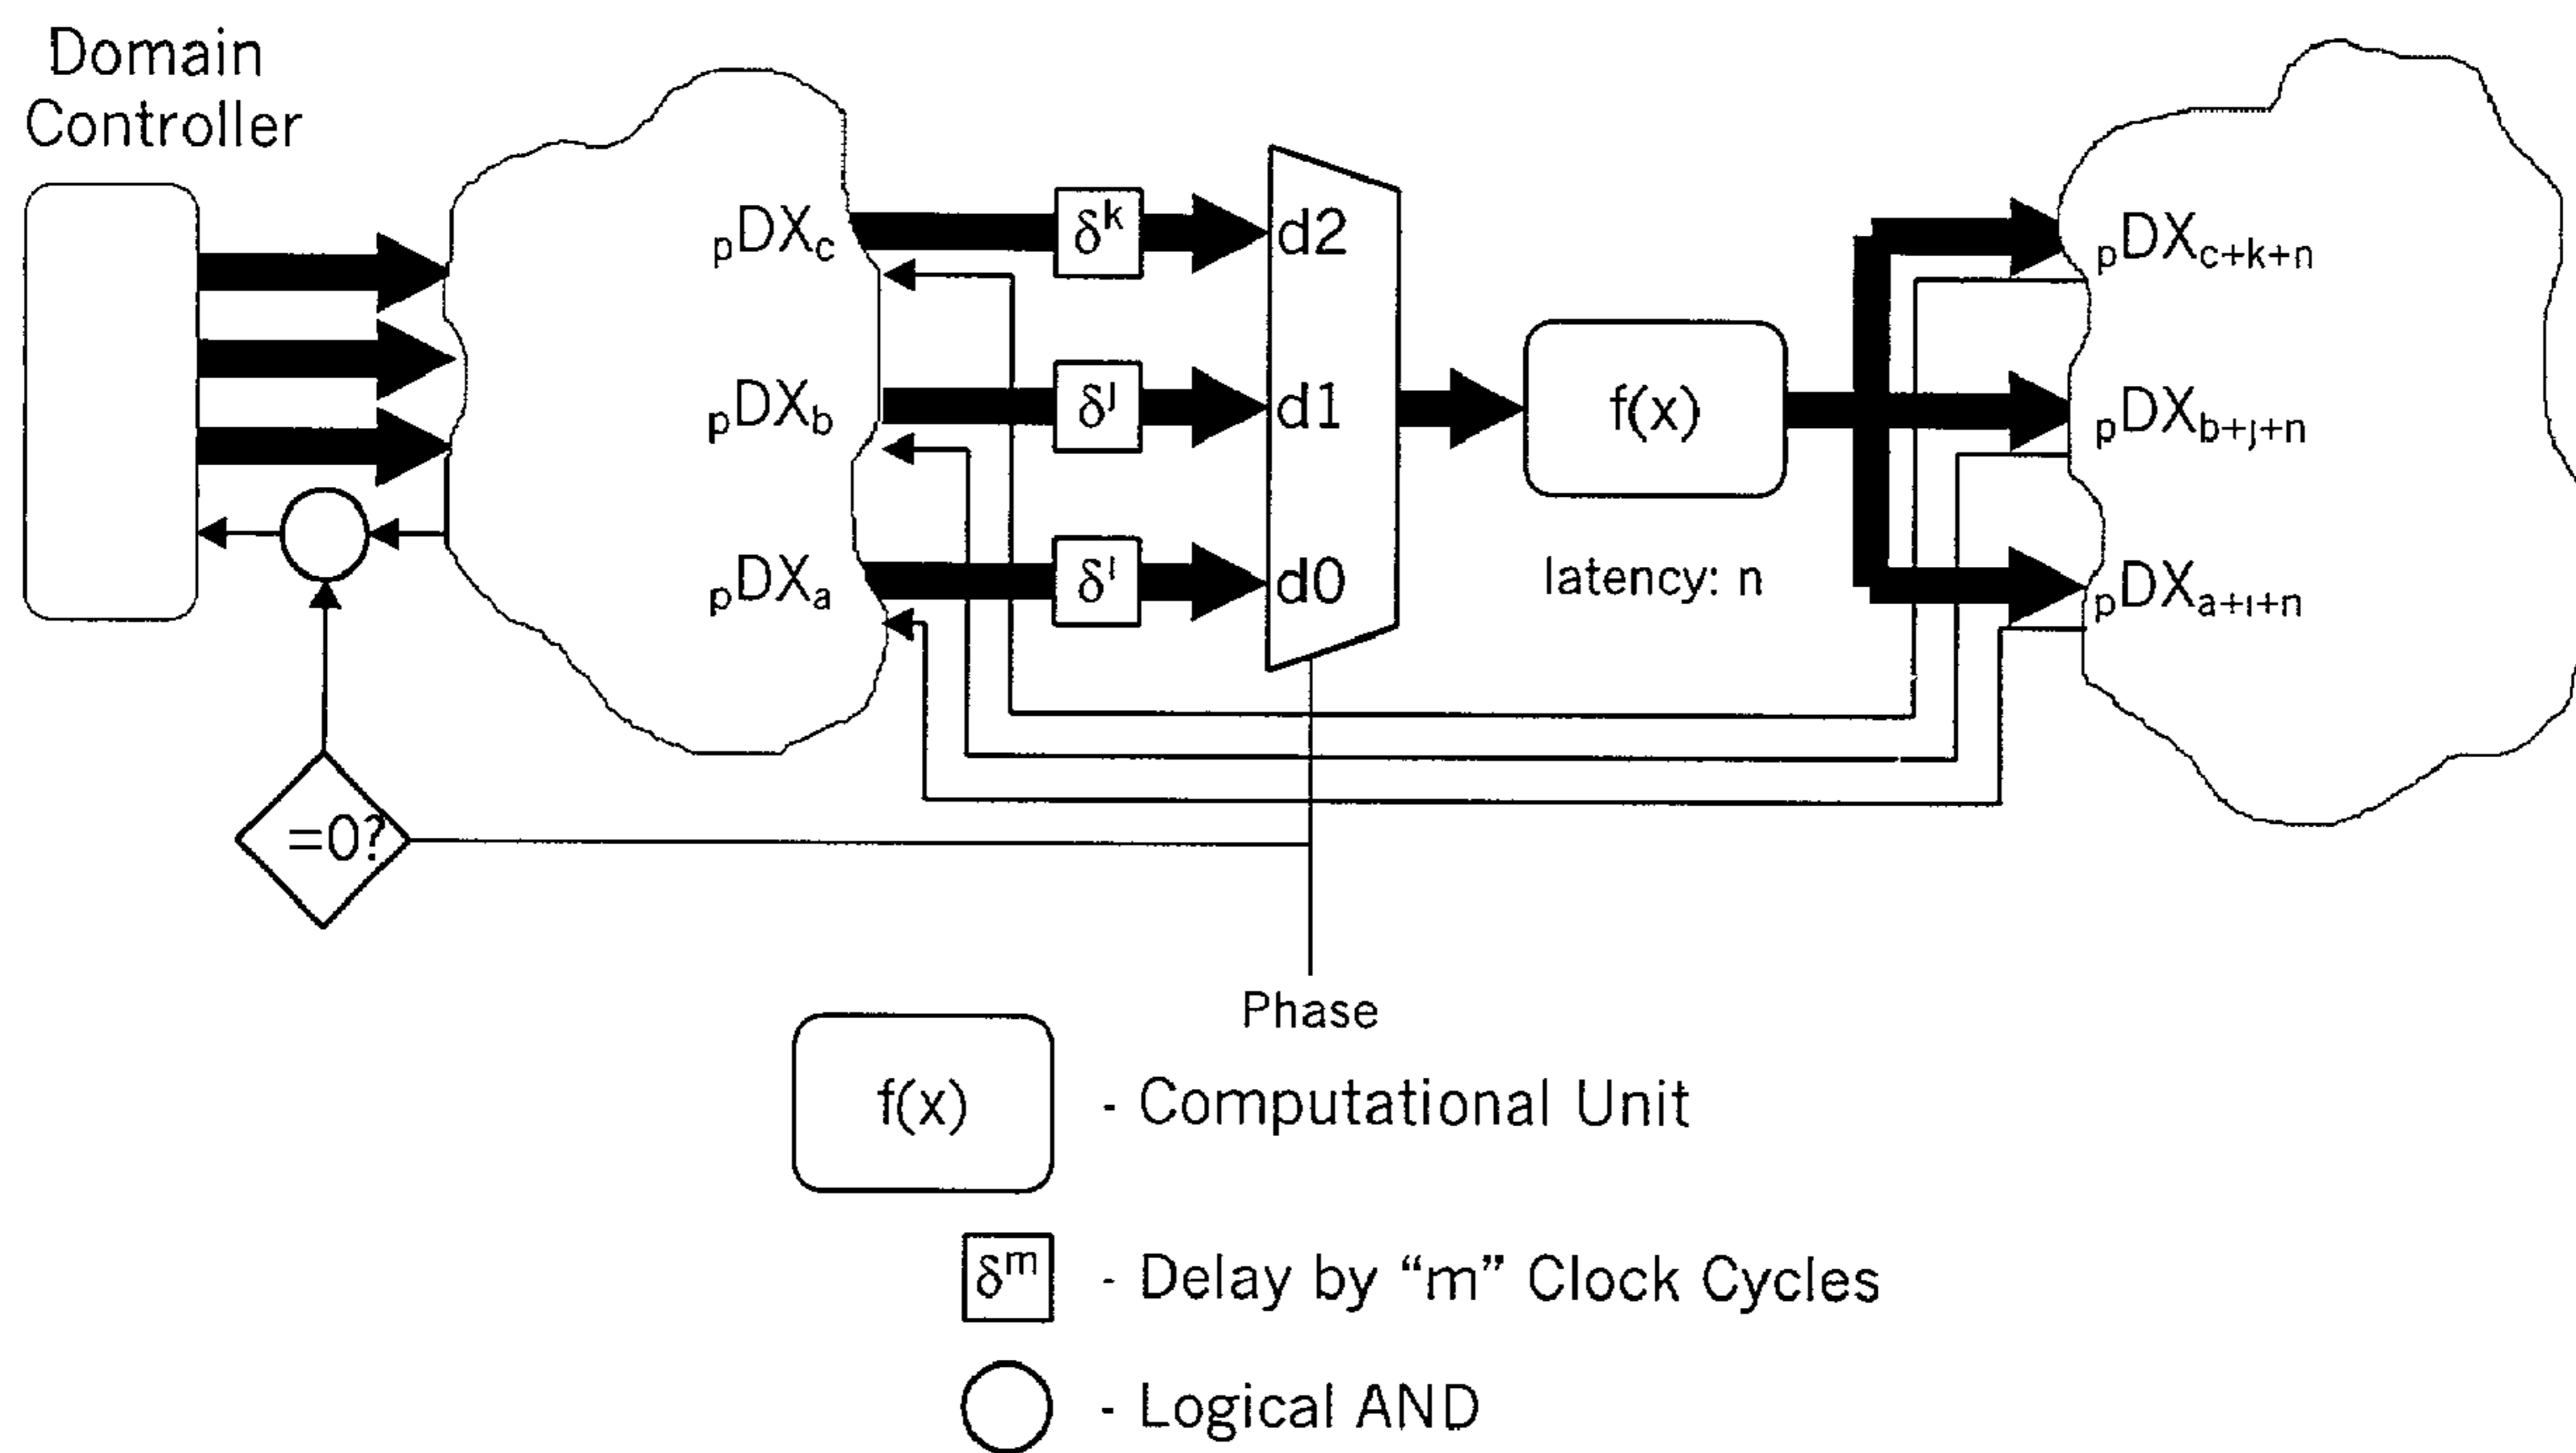 Domain
Controller
pDXc
δk
d2
pDXc+k+n
pDXb
δj
d1
f(x)
pDXb+j+n
pDXa
δi
d0
latency: n
pDXa+i+n
=0?
Phase
f(x)
- Computational Unit
δm
- Delay by “m” Clock Cycles
- Logical AND